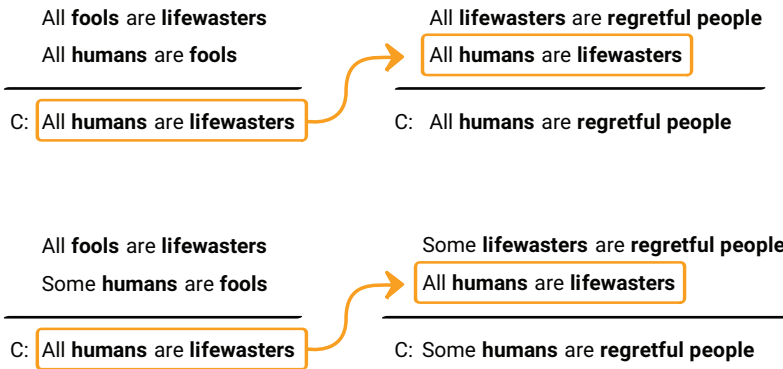 All fools are lifewasters
All humans are fools
C: All humans are lifewasters
All lifewasters are regretful people
All humans are lifewasters
C: All humans are regretful people
All fools are lifewasters
Some humans are fools
C: All humans are lifewasters
Some lifewasters are regretful people
All humans are lifewasters
C: Some humans are regretful people